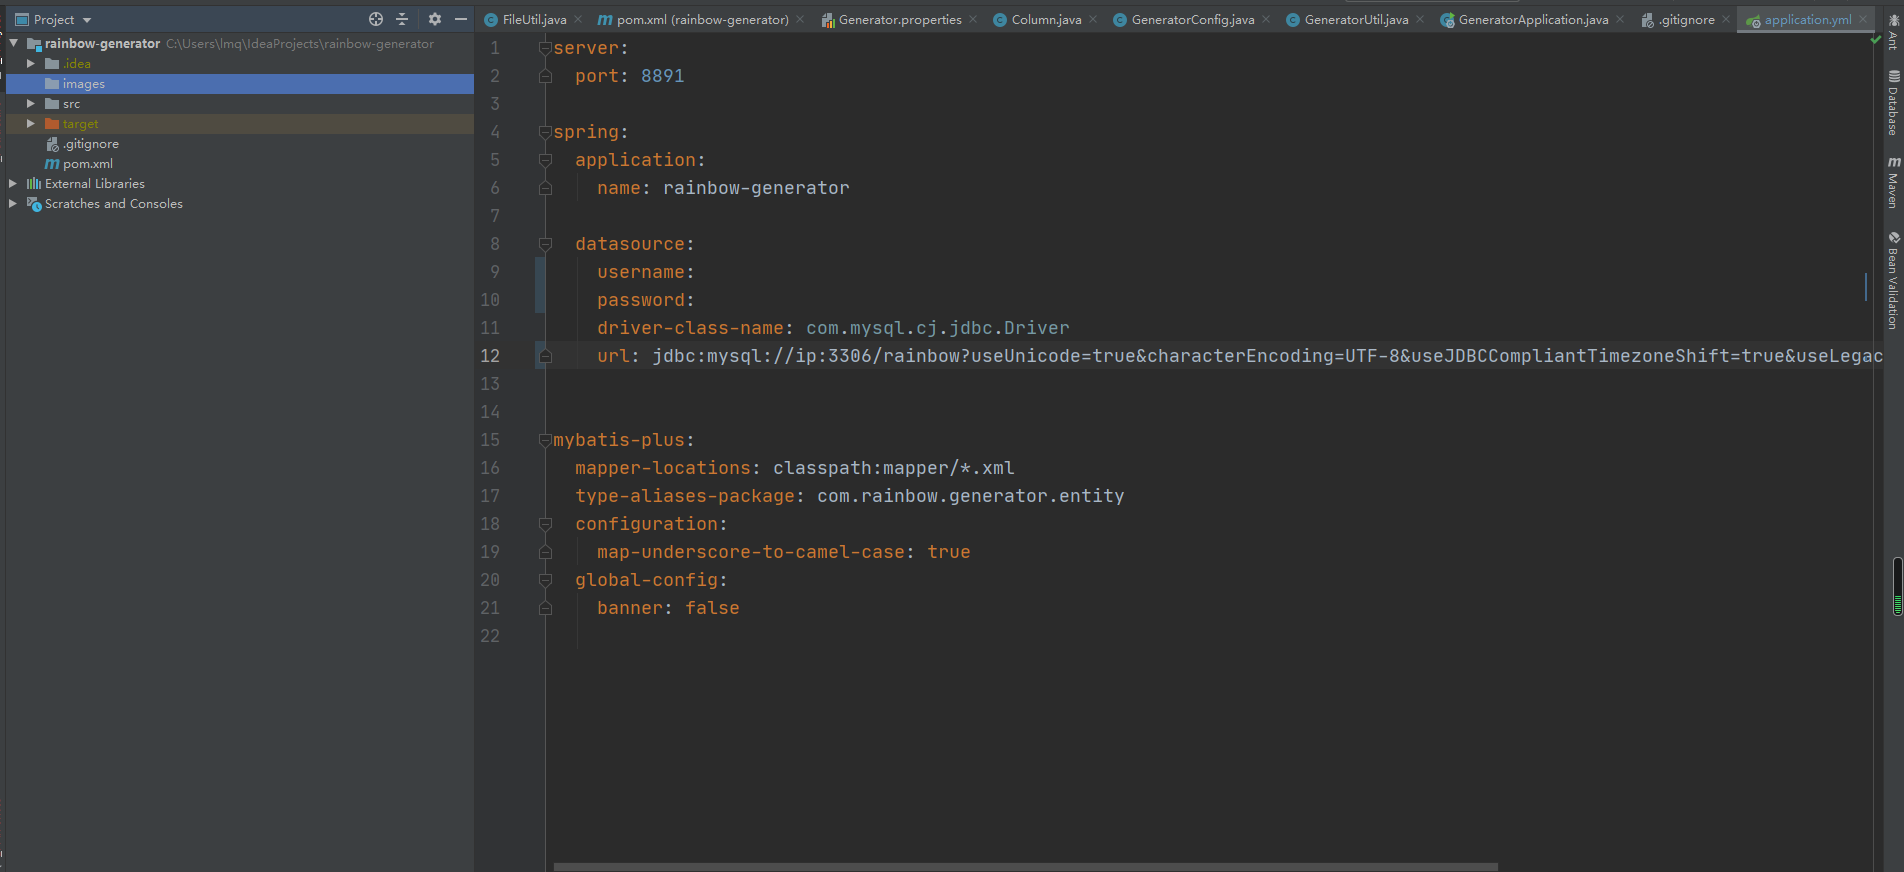 Project
rainbow-generator C:\Users\lmq\IdeaProjects\rainbow-generator
.idea
images
src
target
.gitignore
pom.xml
External Libraries
Scratches and Consoles
FileUtil.java
pom.xml (rainbow-generator)
Generator.properties
Column.java
GeneratorConfig.java
GeneratorUtil.java
GeneratorApplication.java
.gitignore
application.yml
1 server:
2 port: 8891
3
4 spring:
5 application:
6 name: rainbow-generator
7
8 datasource:
9 username:
10 password:
11 driver-class-name: com.mysql.cj.jdbc.Driver
12 url: jdbc:mysql://ip:3306/rainbow?useUnicode=true&characterEncoding=UTF-8&useJDBCCompliantTimezoneShift=true&useLegac
13
14
15 mybatis-plus:
16 mapper-locations: classpath:mapper/*.xml
17 type-aliases-package: com.rainbow.generator.entity
18 configuration:
19 map-underscore-to-camel-case: true
20 global-config:
21 banner: false
22
Ant
Database
Maven
Bean Validation